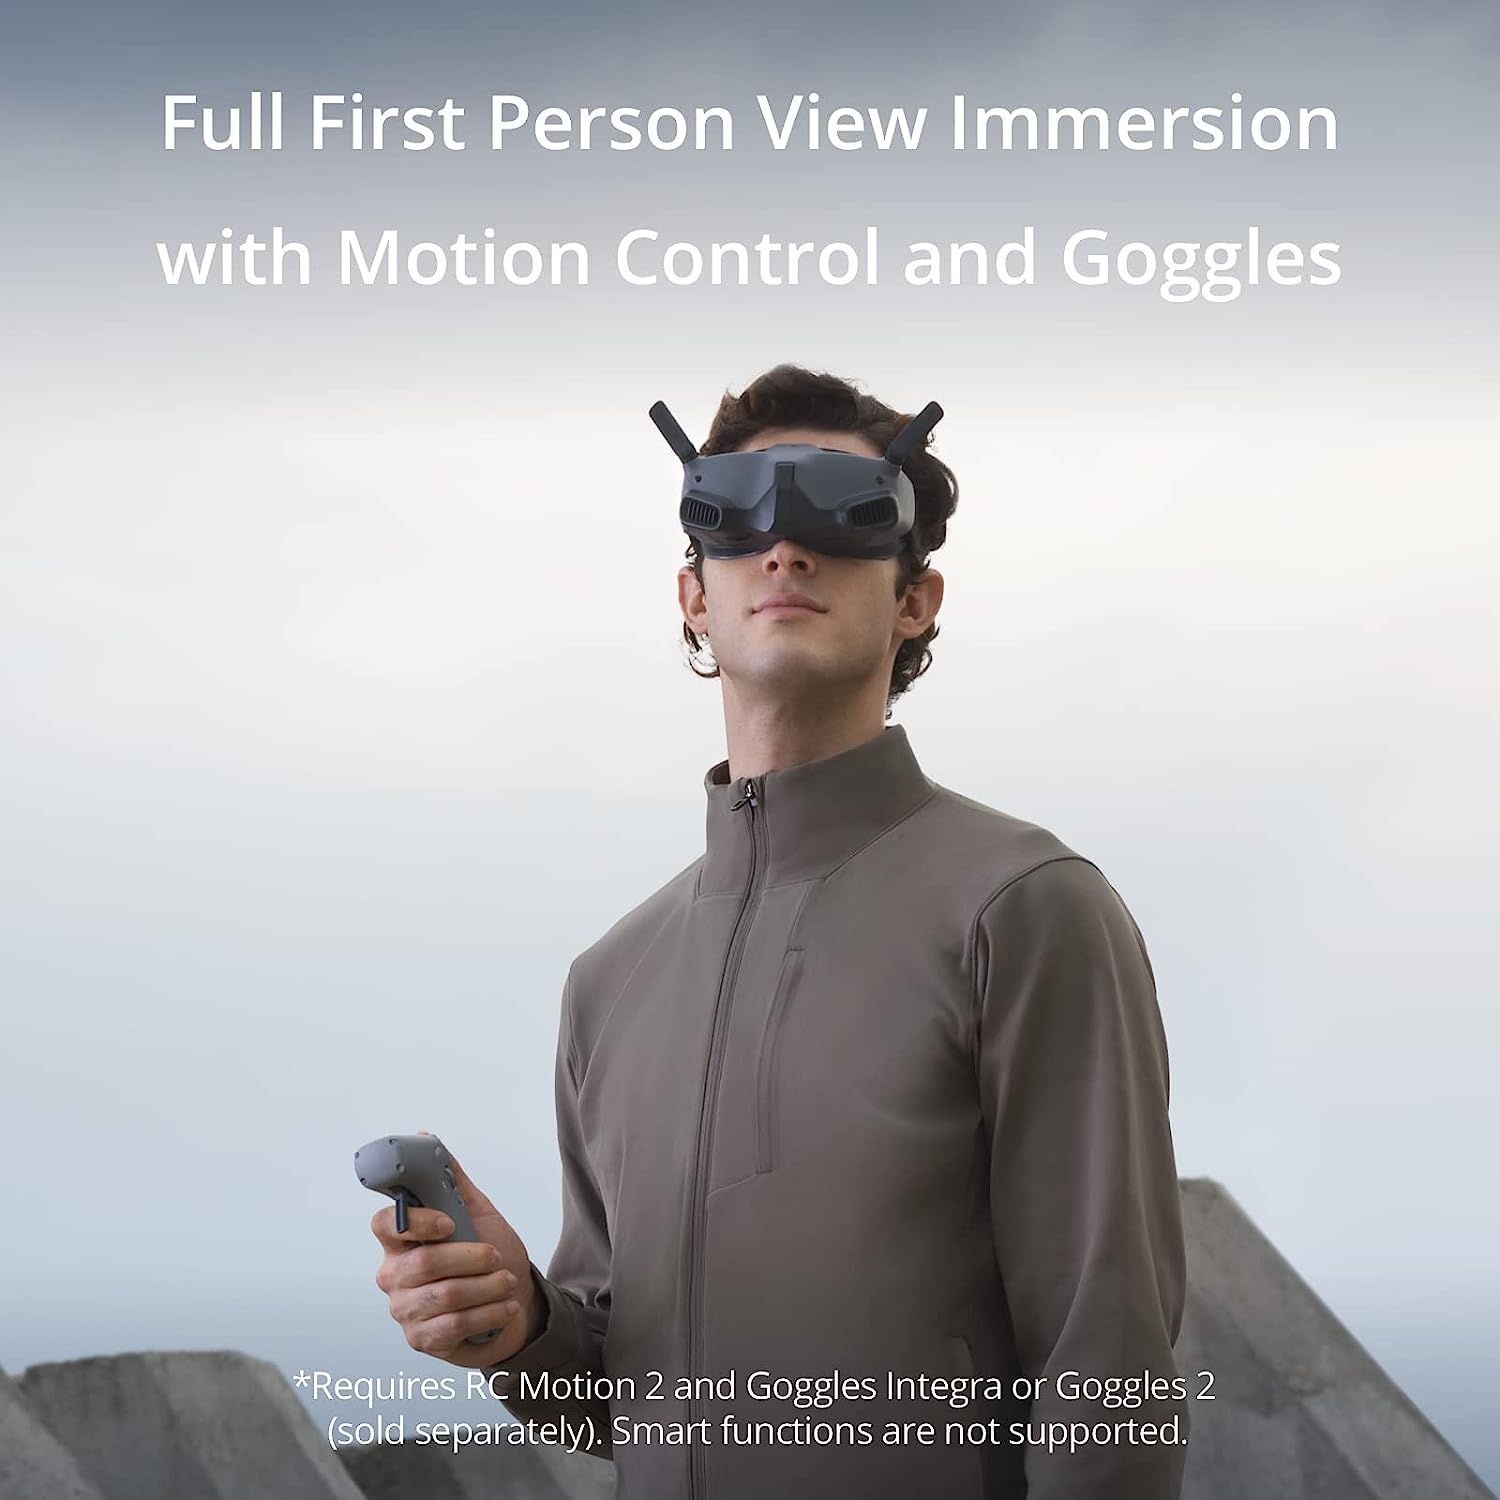 Full First Person View Immersion
with Motion Control and Goggles
*Requires RC Motion 2 and Goggles Integra or Goggles 2
(sold separately). Smart functions are not supported.